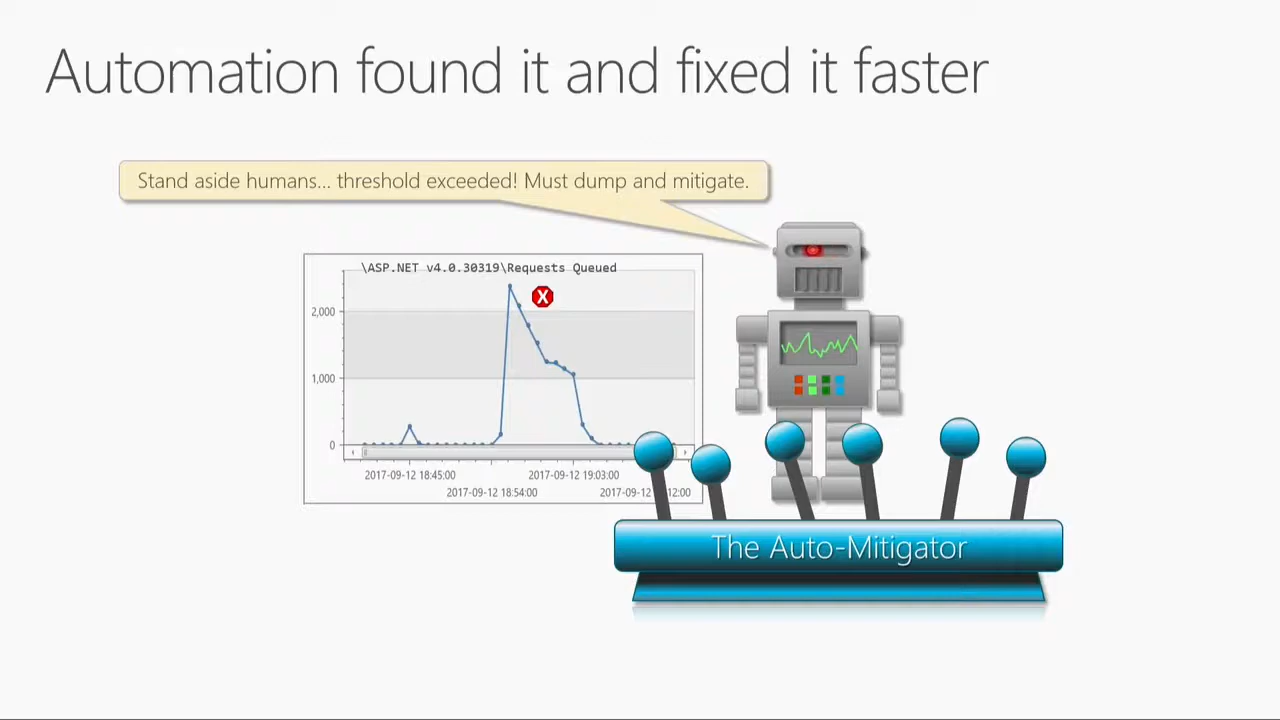 Automation found it and fixed it faster
Stand aside humans... threshold exceeded! Must dump and mitigate.
\ASP.NET v4.0.30319\Requests Queued
X
2,000
1,000
0
2017-09-12 18:45:00
2017-09-12 19:03:00
2017-09-12 18:54:00
The Auto-Mitigator